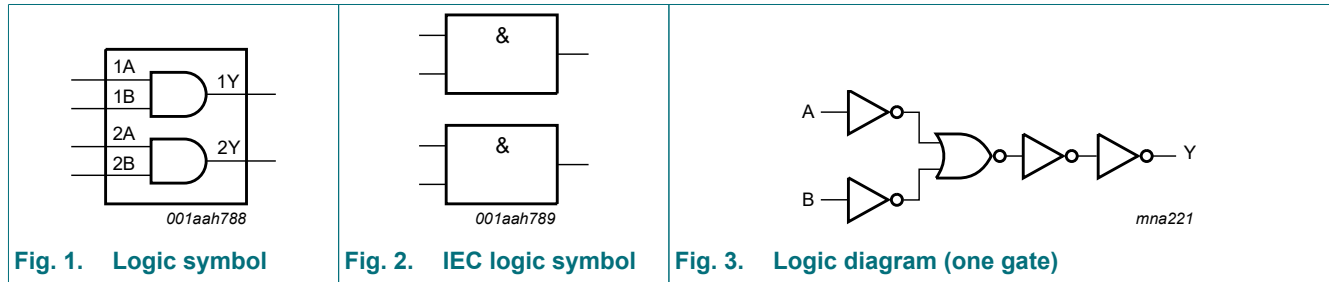 1A
1B
1Y
2A
2B
2Y
001aah788
Fig. 1. Logic symbol
&
&
001aah789
Fig. 2. IEC logic symbol
A
B
Y
mna221
Fig. 3. Logic diagram (one gate)